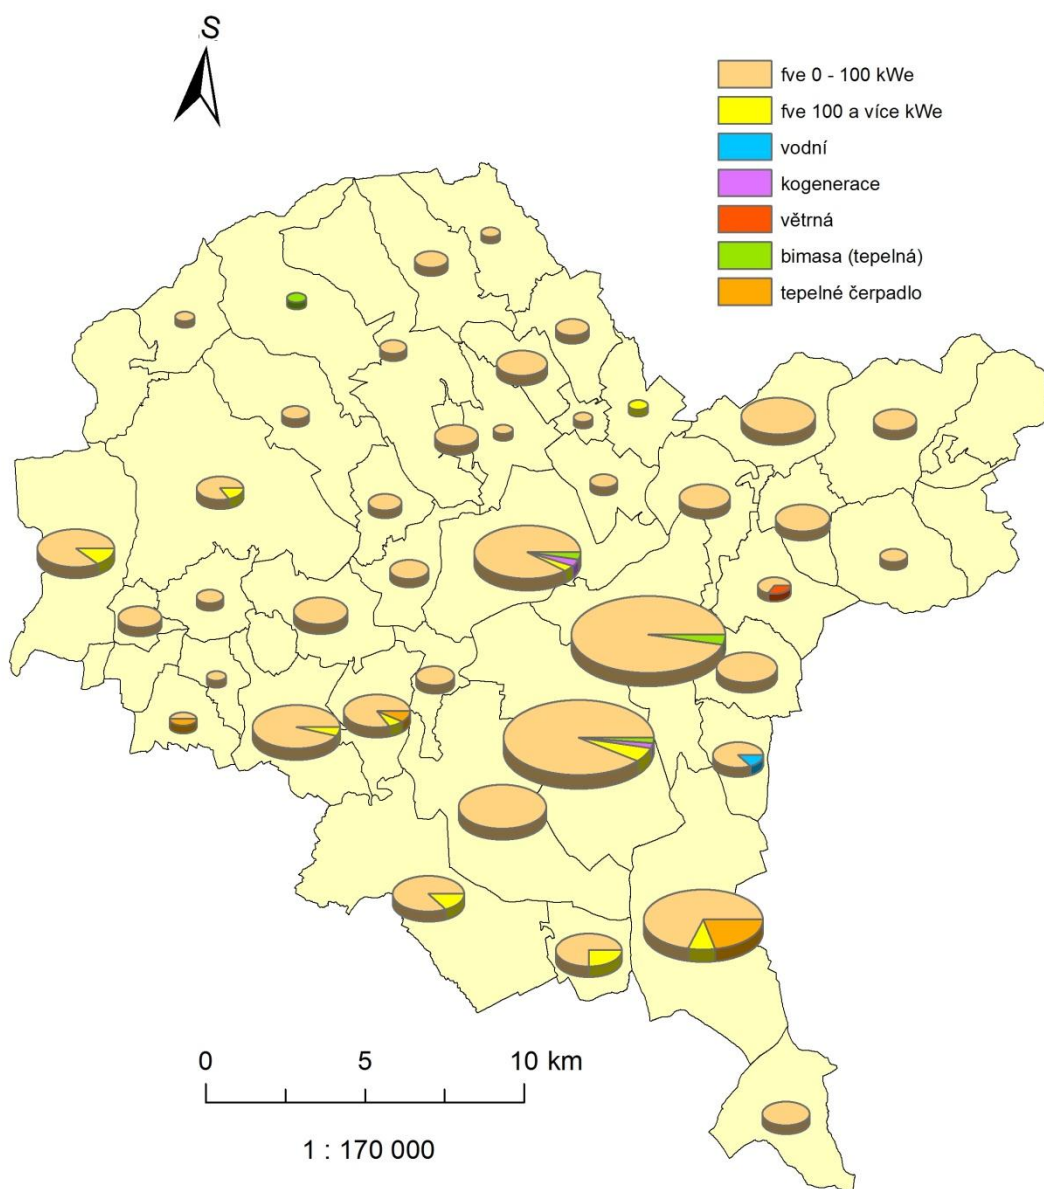 S
fve 0 - 100 kWe
fve 100 a více kWe
vodní
kogenerace
větrná
bimasa (tepelná)
tepelné čerpadlo
0 5 10 km
1 : 170 000